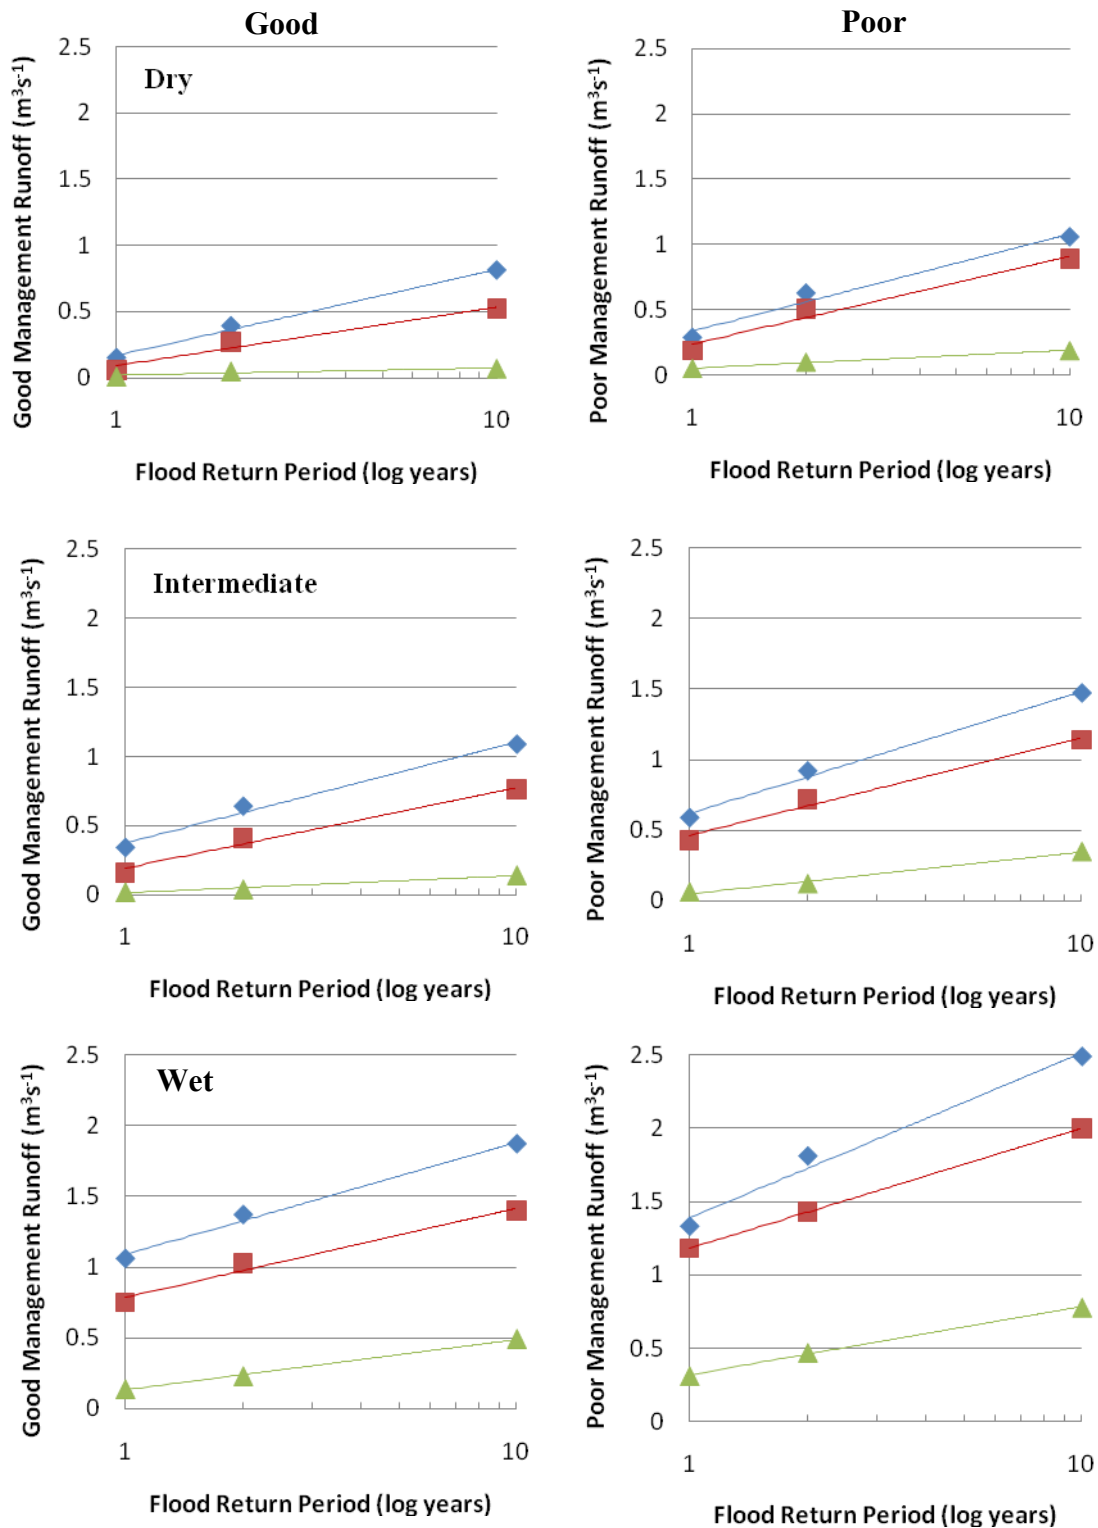 Good
Poor
Good Management Runoff (m³s⁻¹)
2.5
2
1.5
1
0.5
0
Dry
1
10
Flood Return Period (log years)
Poor Management Runoff (m³s⁻¹)
2.5
2
1.5
1
0.5
0
1
10
Flood Return Period (log years)
Good Management Runoff (m³s⁻¹)
2.5
2
1.5
1
0.5
0
Intermediate
1
10
Flood Return Period (log years)
Poor Management Runoff (m³s⁻¹)
2.5
2
1.5
1
0.5
0
1
10
Flood Return Period (log years)
Good Management Runoff (m³s⁻¹)
2.5
2
1.5
1
0.5
0
Wet
1
10
Flood Return Period (log years)
Poor Management Runoff (m³s⁻¹)
2.5
2
1.5
1
0.5
0
1
10
Flood Return Period (log years)